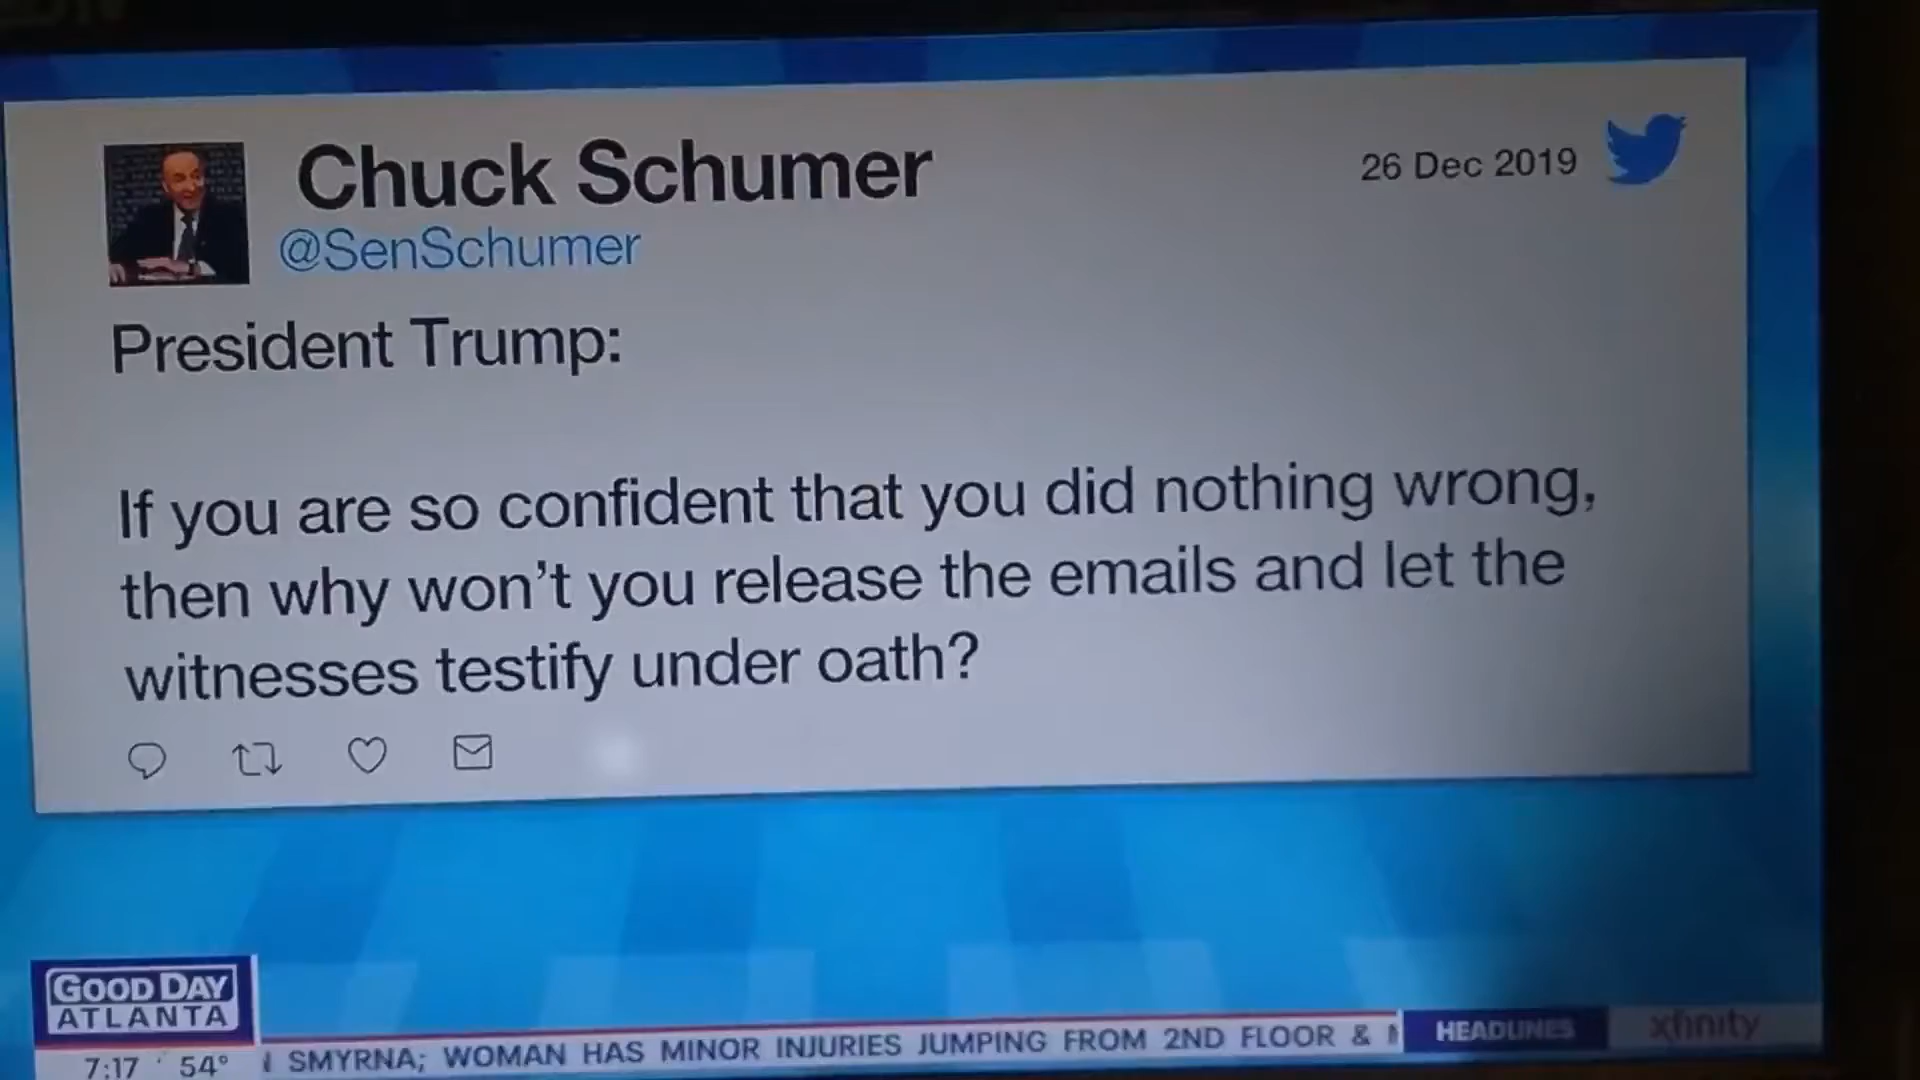 Chuck Schumer
26 Dec 2019
@SenSchumer
President Trump:
If you are so confident that you did nothing wrong,
then why won't you release the emails and let the
witnesses testify under oath?
GOOD DAY
ATLANTA
7:17 54°
SMYRNA; WOMAN HAS MINOR INJURIES JUMPING FROM 2ND FLOOR &
HEADLINES
xfinity